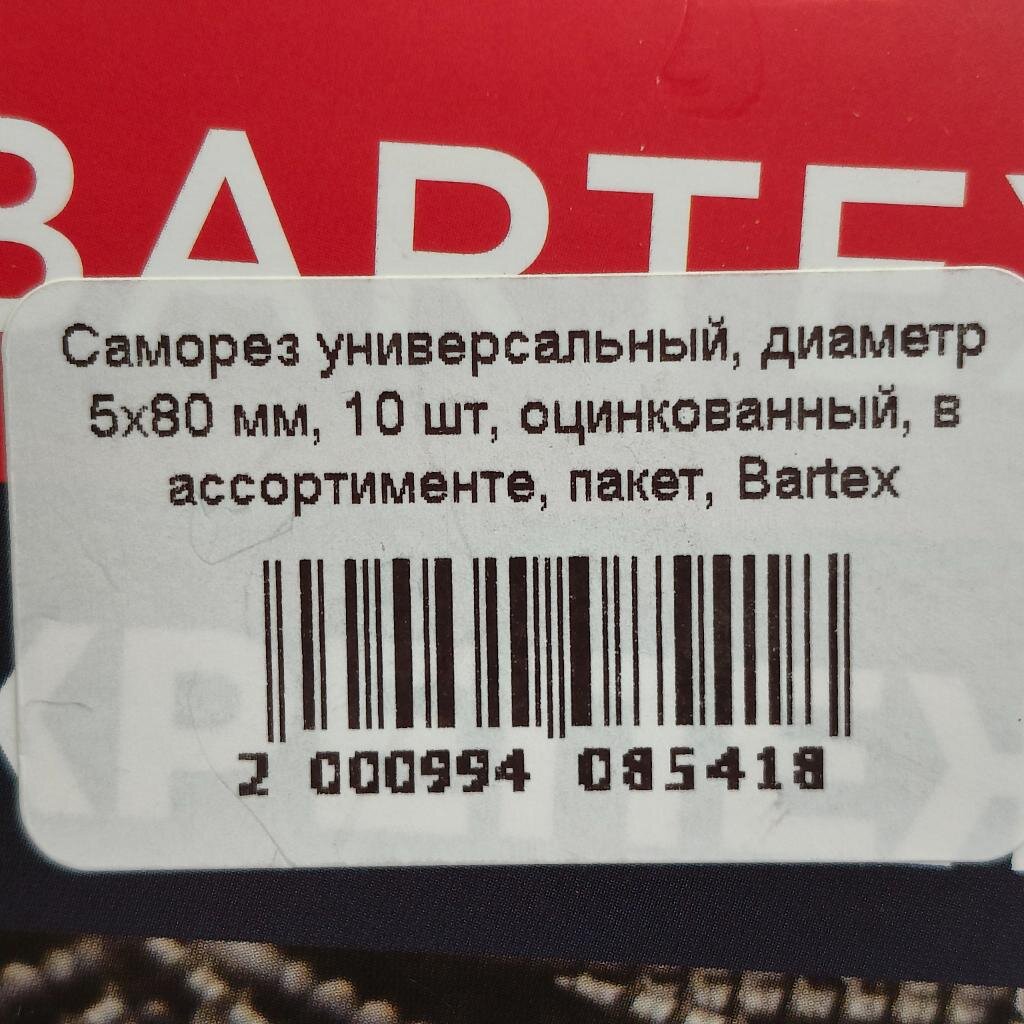 BARTEX
Саморез универсальный, диаметр
5х80 мм, 10 шт, оцинкованный, в
ассортименте, пакет, Bartex
2 000994 085418